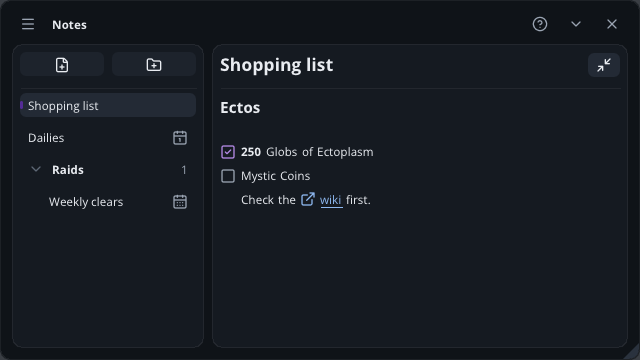 Notes
Shopping list
Dailies
Raids 1
Weekly clears
Shopping list
Ectos
250 Globs of Ectoplasm
Mystic Coins
Check the wiki first.